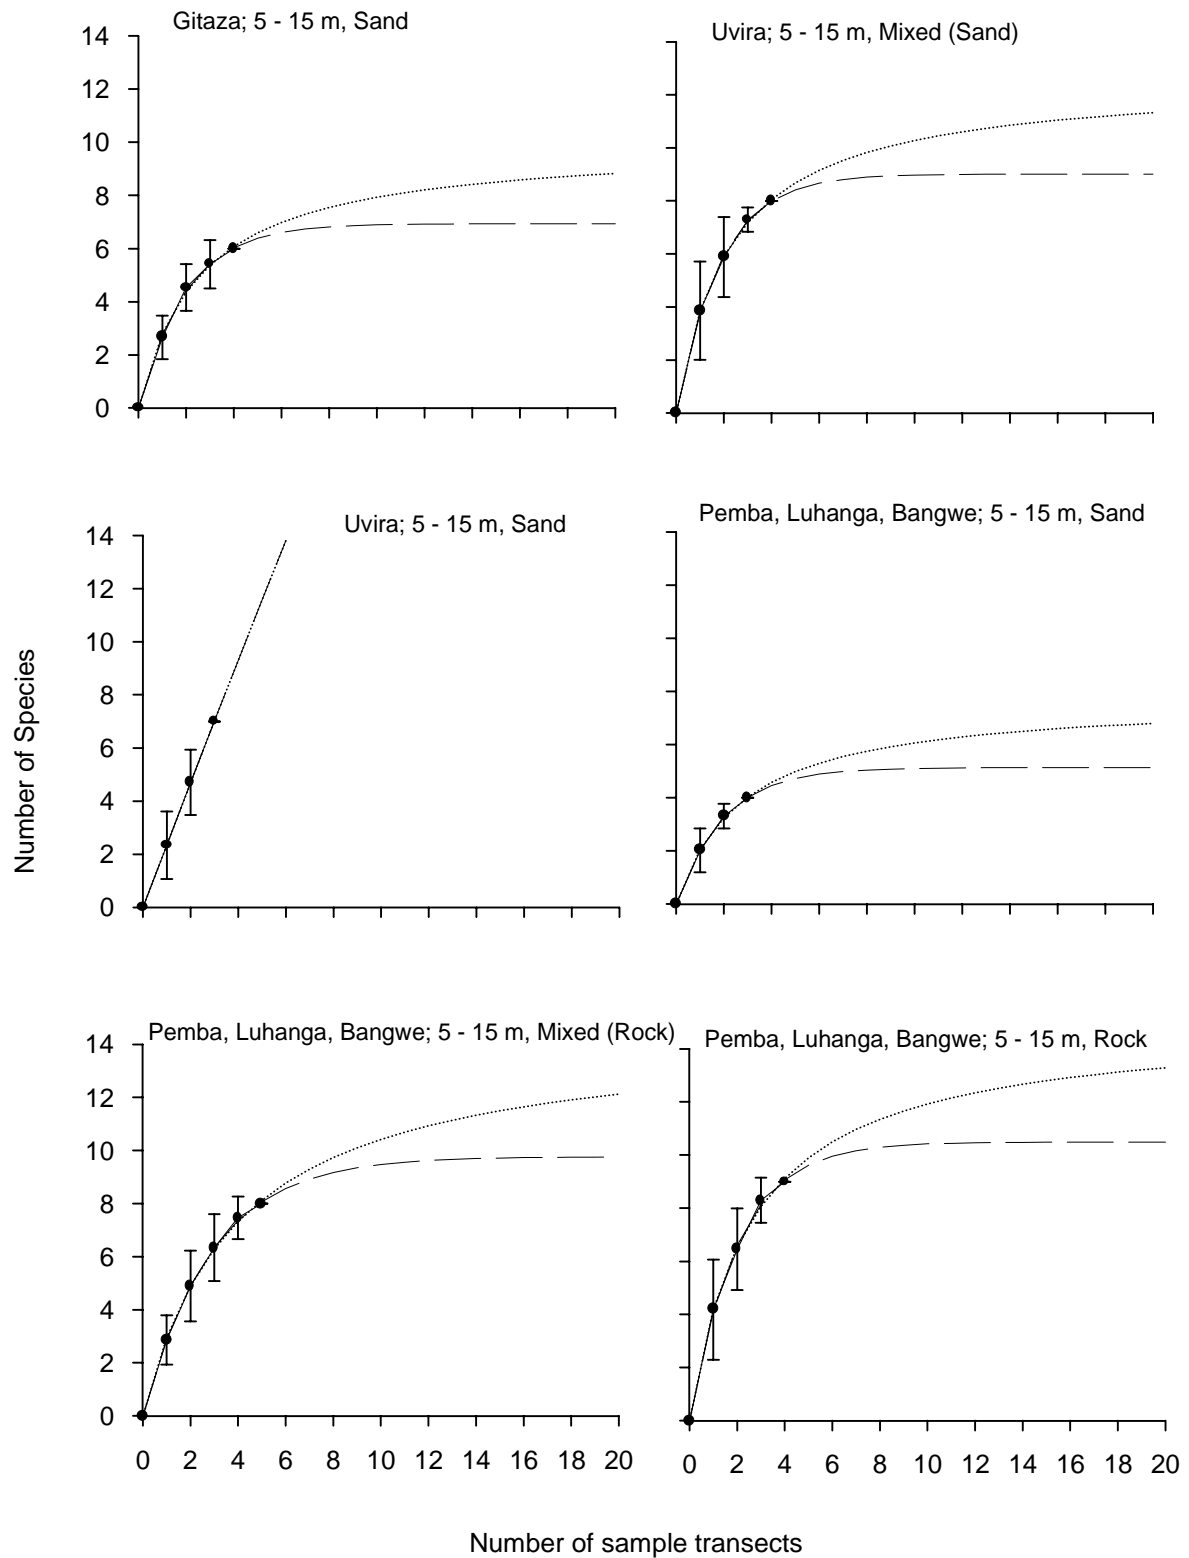 Gitaza; 5 - 15 m, Sand
14
12
10
8
6
4
2
0
Uvira; 5 - 15 m, Mixed (Sand)
Uvira; 5 - 15 m, Sand
14
12
10
8
6
4
2
0
Pemba, Luhanga, Bangwe; 5 - 15 m, Sand
Number of Species
Pemba, Luhanga, Bangwe; 5 - 15 m, Mixed (Rock)
14
12
10
8
6
4
2
0
0 2 4 6 8 10 12 14 16 18 20
Pemba, Luhanga, Bangwe; 5 - 15 m, Rock
0 2 4 6 8 10 12 14 16 18 20
Number of sample transects